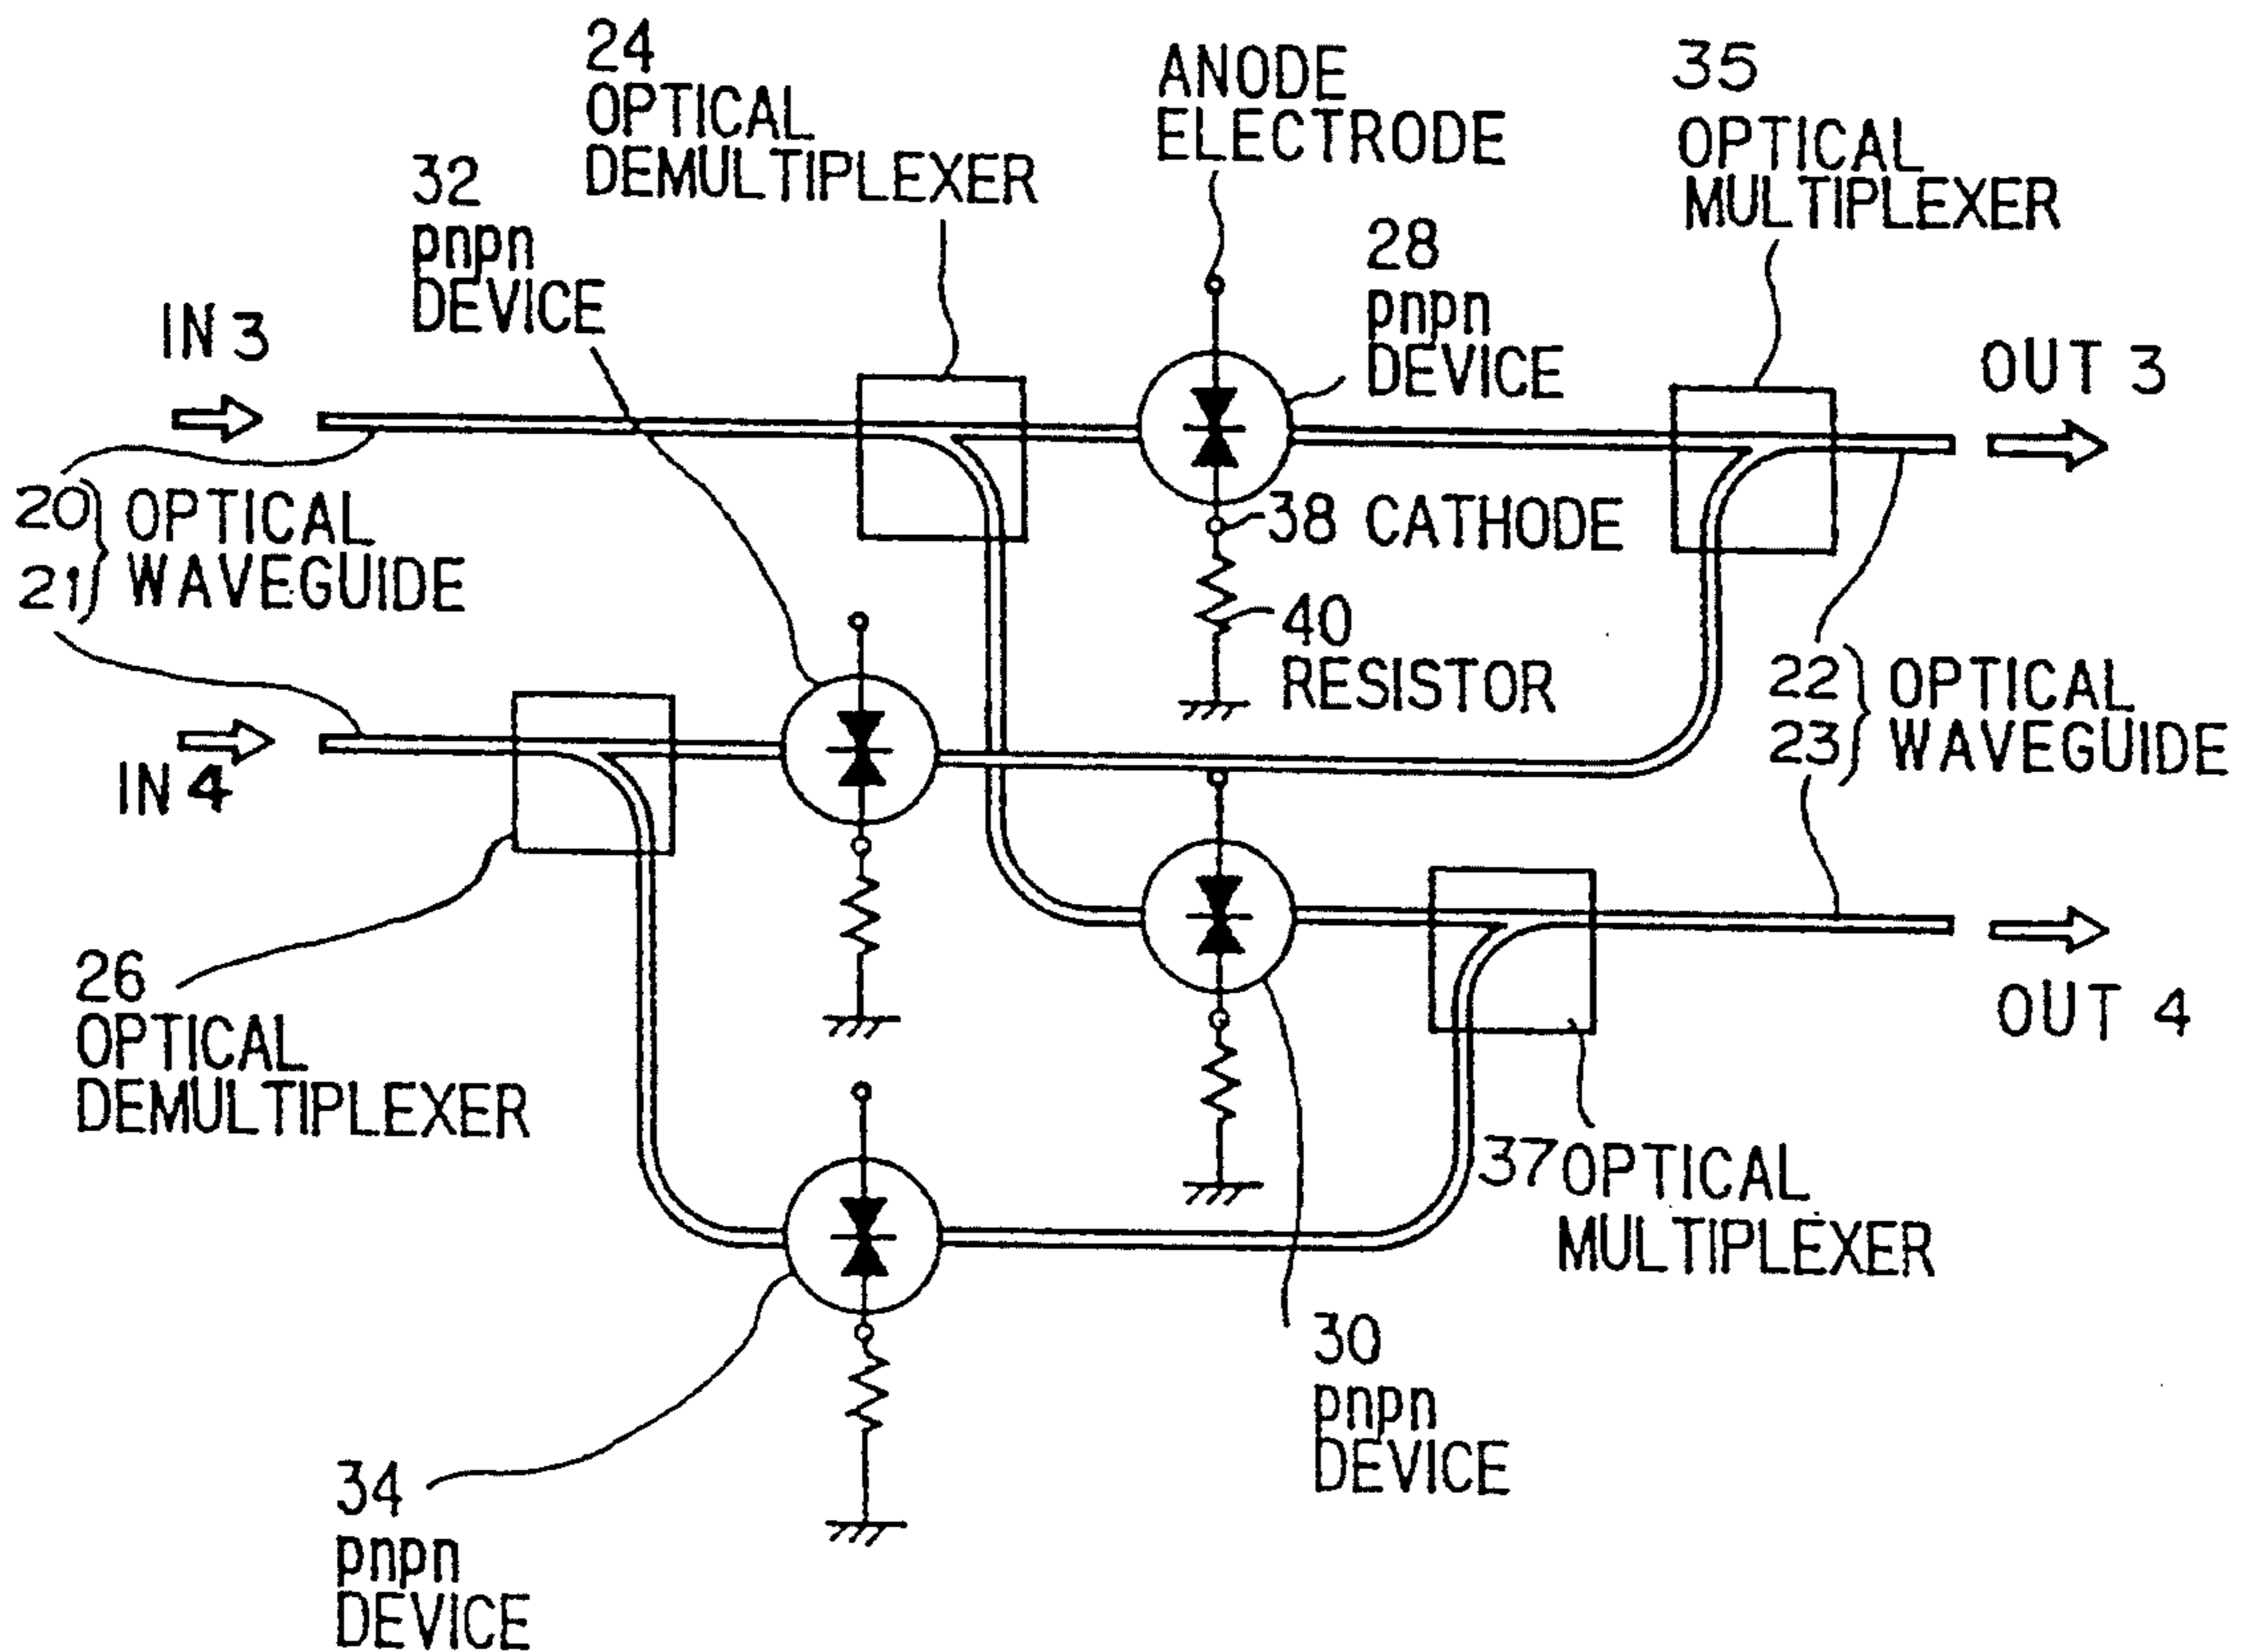 24
OPTICAL
DEMULTIPLEXER
ANODE
ELECTRODE
35
OPTICAL
MULTIPLEXER
32
pnpn
DEVICE
28
pnpn
DEVICE
IN 3
OUT 3
20
21
OPTICAL
WAVEGUIDE
38 CATHODE
40
RESISTOR
22
23
OPTICAL
WAVEGUIDE
IN 4
26
OPTICAL
DEMULTIPLEXER
OUT 4
37 OPTICAL
MULTIPLEXER
30
pnpn
DEVICE
34
pnpn
DEVICE